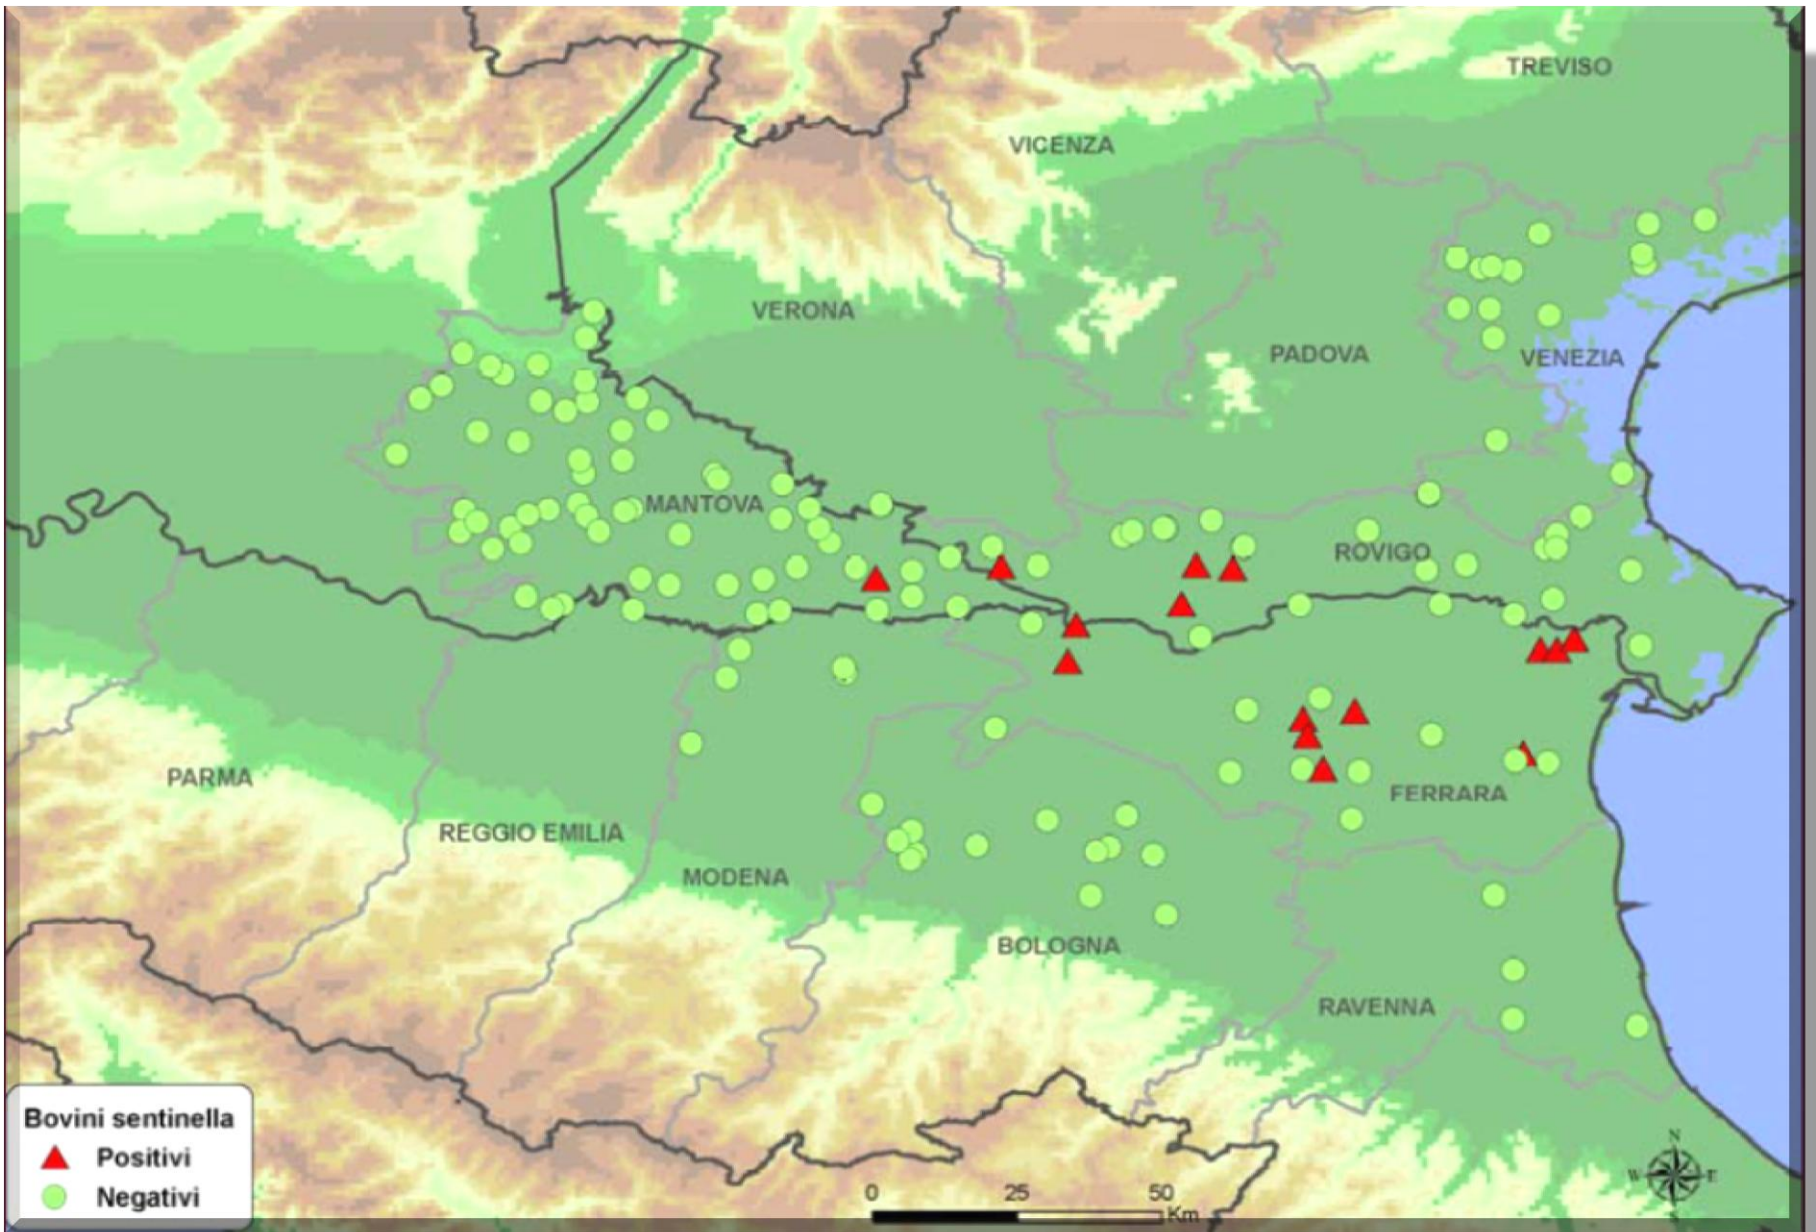 TREVISO
VICENZA
VERONA
PADOVA
VENEZIA
MANTOVA
ROVIGO
PARMA
FERRARA
REGGIO EMILIA
MODENA
BOLOGNA
RAVENNA
Bovini sentinella
Positivi
Negativi
0 25 50
Km
N
W E